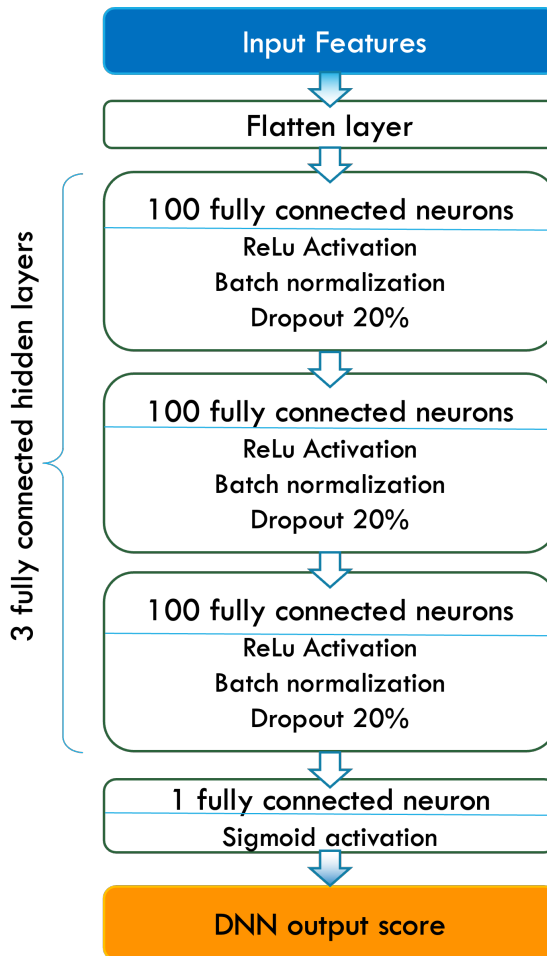 Input Features
Flatten layer
3 fully connected hidden layers
100 fully connected neurons
ReLu Activation
Batch normalization
Dropout 20%
100 fully connected neurons
ReLu Activation
Batch normalization
Dropout 20%
100 fully connected neurons
ReLu Activation
Batch normalization
Dropout 20%
1 fully connected neuron
Sigmoid activation
DNN output score